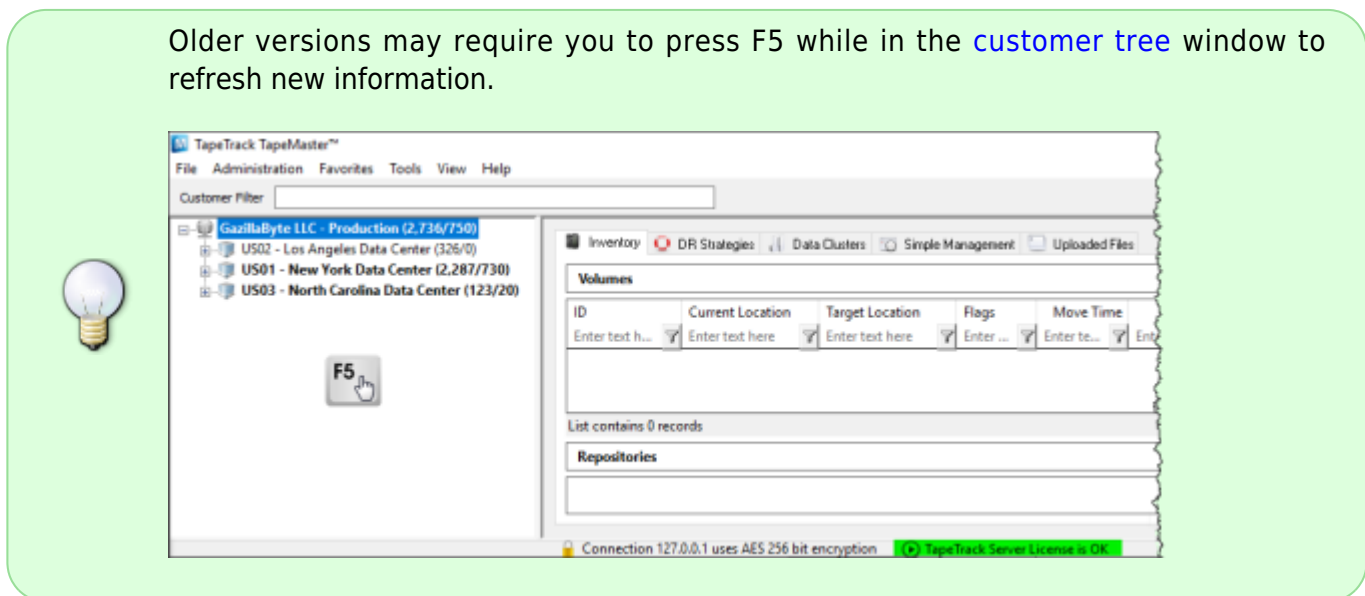 Older versions may require you to press F5 while in the customer tree window to
refresh new information.
TapeTrack TapeMaster™
File Administration Favorites Tools View Help
Customer Filter
GazillaByte LLC - Production (2,736/750)
US02 - Los Angeles Data Center (326/0)
US01 - New York Data Center (2,287/730)
US03 - North Carolina Data Center (123/20)
F5
Inventory DR Strategies Data Clusters Simple Management Uploaded Files
Volumes
ID Current Location Target Location Flags Move Time
Enter text h... Enter text here Enter text here Enter ... Enter te... Ent
List contains 0 records
Repositories
Connection 127.0.0.1 uses AES 256 bit encryption TapeTrack Server License is OK